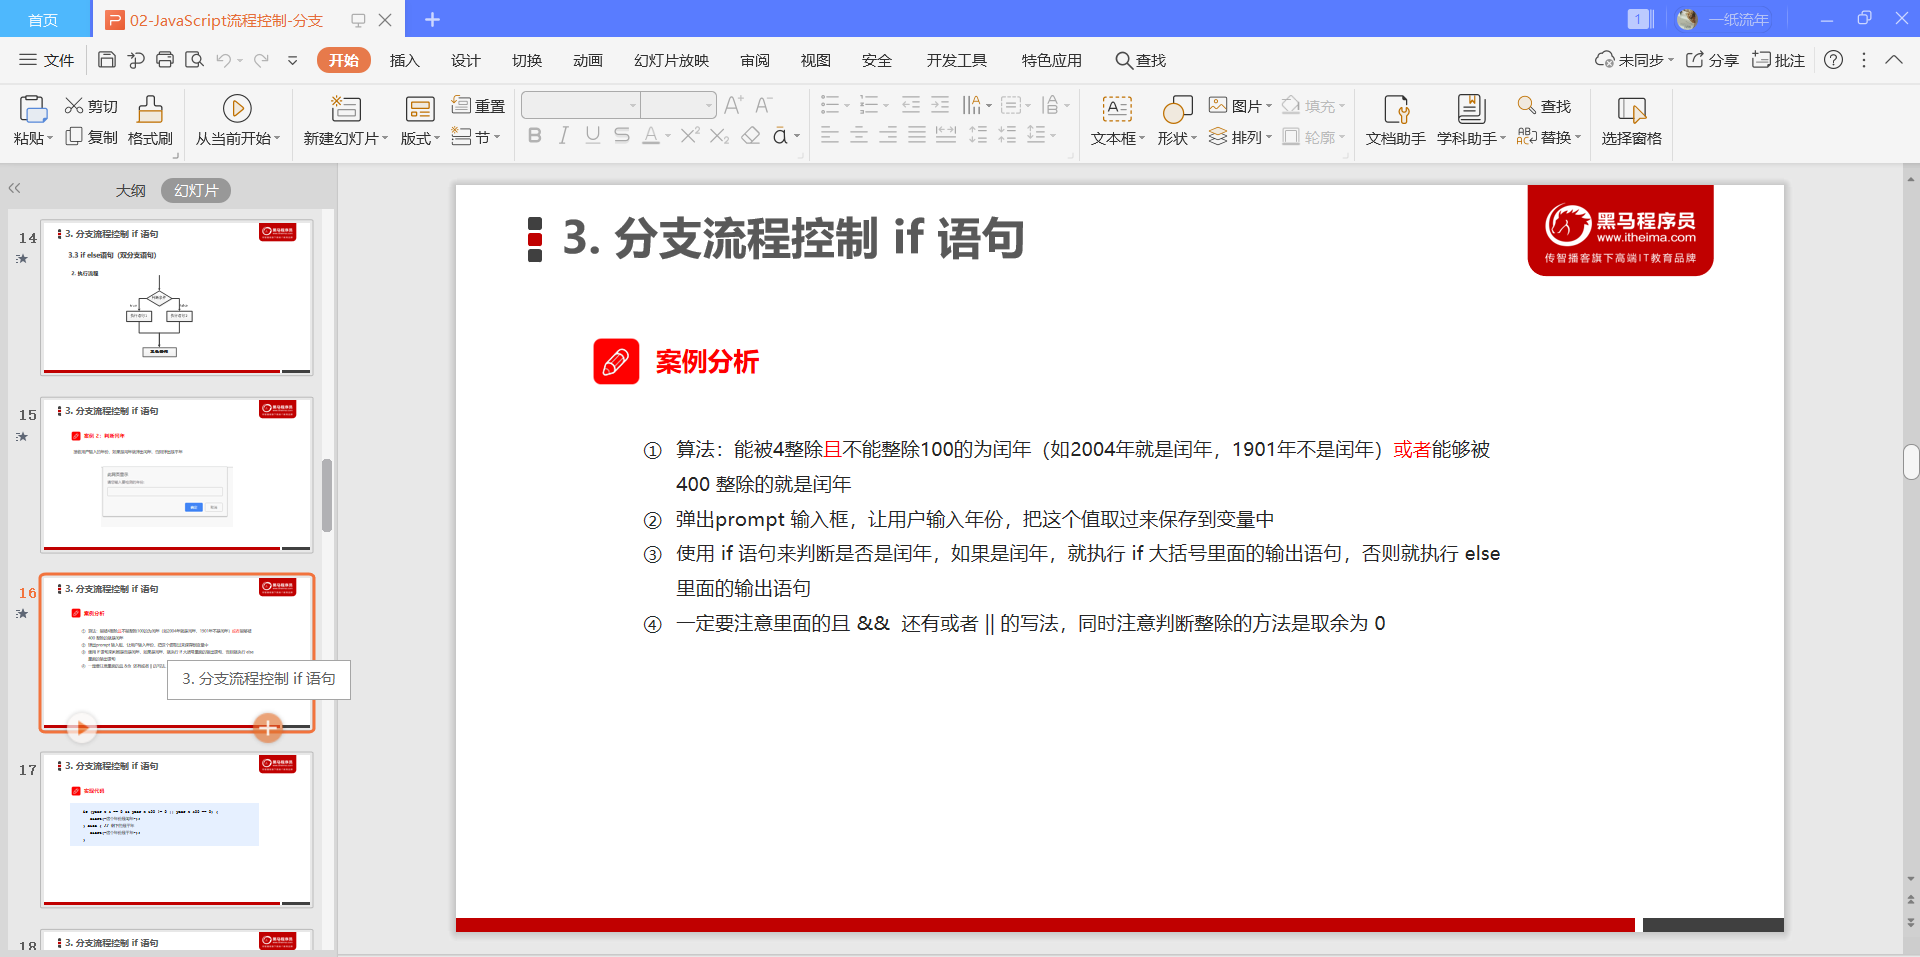 首页
02-JavaScript流程控制-分支
1
一纸流年
文件
开始
插入
设计
切换
动画
幻灯片放映
审阅
视图
安全
开发工具
特色应用
查找
未同步
分享
批注
粘贴
剪切
复制
格式刷
从当前开始
新建幻灯片
版式
重置
节
文本框
形状
图片
排列
填充
轮廓
文档助手
学科助手
查找
替换
选择窗格
大纲
幻灯片
14
3. 分支流程控制 if 语句
3.3 if else语句（双分支语句）
2. 执行流程
15
3. 分支流程控制 if 语句
案例 2：判断闰年
16
3. 分支流程控制 if 语句
案例分析
3. 分支流程控制 if 语句
17
3. 分支流程控制 if 语句
实现代码
18
3. 分支流程控制 if 语句
3. 分支流程控制 if 语句
黑马程序员
www.itheima.com
传智播客旗下高端IT教育品牌
案例分析
① 算法：能被4整除且不能整除100的为闰年（如2004年就是闰年，1901年不是闰年）或者能够被
400 整除的就是闰年
② 弹出prompt 输入框，让用户输入年份，把这个值取过来保存到变量中
③ 使用 if 语句来判断是否是闰年，如果是闰年，就执行 if 大括号里面的输出语句，否则就执行 else
里面的输出语句
④ 一定要注意里面的且 && 还有或者 || 的写法，同时注意判断整除的方法是取余为 0